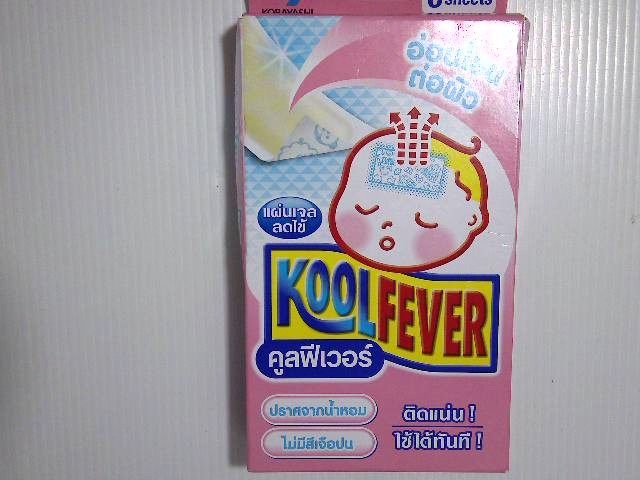 KOBAYASHI
6 Sheets
อ่อนโยน
ต่อผิว
แผ่นเจล
ลดไข้
KOOLFEVER
คูลฟีเวอร์
ปราศจากน้ำหอม
ไม่มีสีเจือปน
ติดแน่น !
ใช้ได้ทันที !